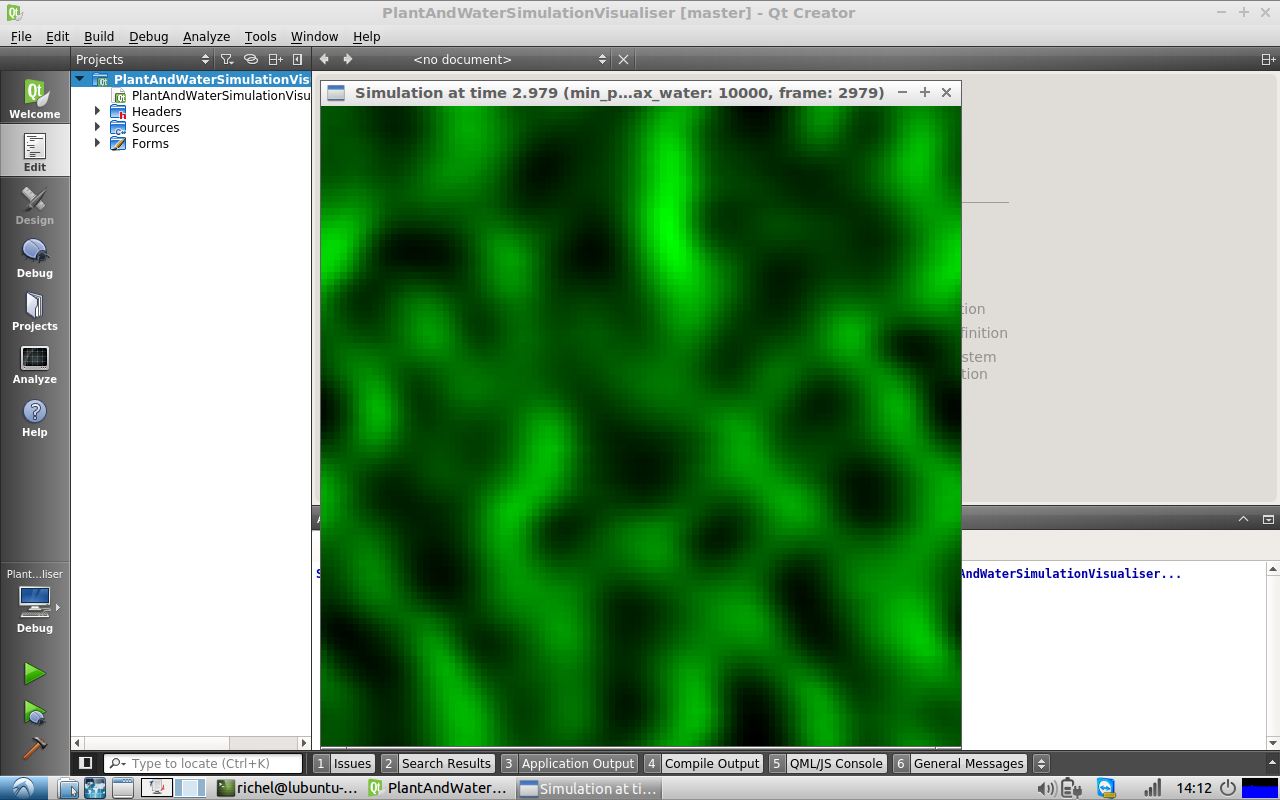 PlantAndWaterSimulationVisualiser [master] - Qt Creator
File Edit Build Debug Analyze Tools Window Help
Projects <no document>
Welcome
Edit
Design
Debug
Projects
Analyze
Help
PlantAndWaterSimulationVis
PlantAndWaterSimulationVisu
Headers
Sources
Forms
Simulation at time 2.979 (min_p...ax_water: 10000, frame: 2979)
tion
finition
stem
tion
AndWaterSimulationVisualiser...
Plant...liser
Debug
Type to locate (Ctrl+K) 1 Issues 2 Search Results 3 Application Output 4 Compile Output 5 QML/JS Console 6 General Messages
richel@lubuntu-... PlantAndWater... Simulation at ti... 14:12